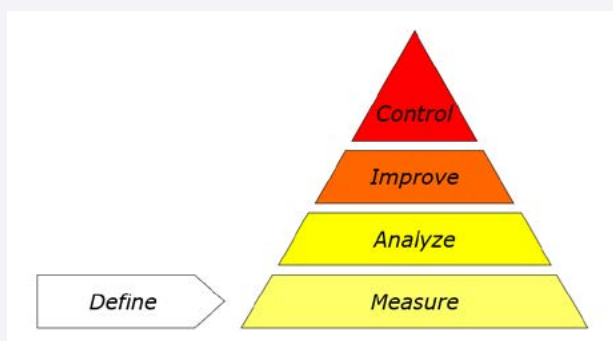 Control
Improve
Analyze
Define
Measure